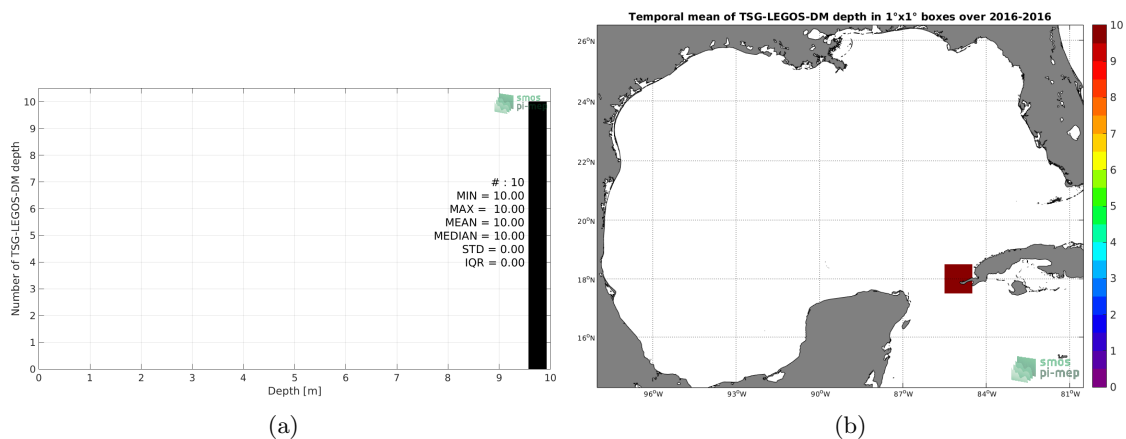 smos
pi-mep
10
9
8
7
6
5
4
3
2
1
0
Number of TSG-LEGOS-DM depth
# : 10
MIN = 10.00
MAX = 10.00
MEAN = 10.00
MEDIAN = 10.00
STD = 0.00
IQR = 0.00
0 1 2 3 4 5 6 7 8 9 10
Depth [m]
(a)
Temporal mean of TSG-LEGOS-DM depth in 1°x1° boxes over 2016-2016
26°N
24°N
22°N
20°N
18°N
16°N
96°W 93°W 90°W 87°W 84°W 81°W
10
9
8
7
6
5
4
3
2
1
0
smos
pi-mep
(b)